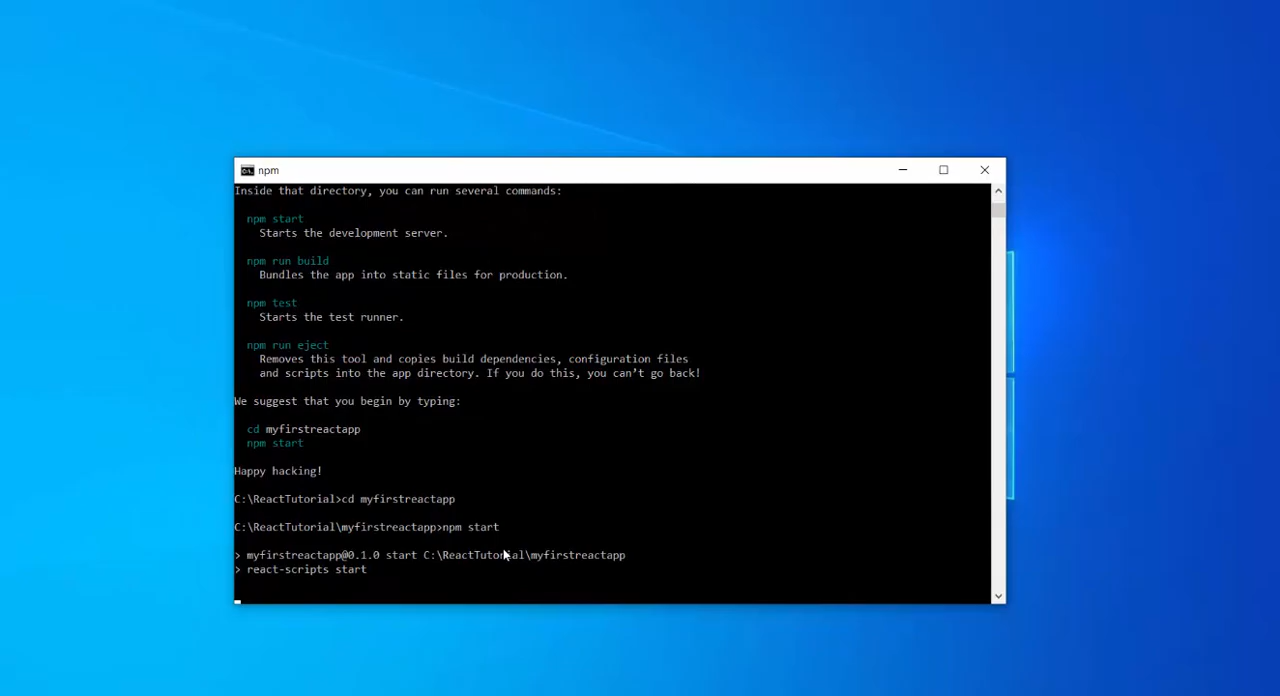 npm
Inside that directory, you can run several commands:
npm start
Starts the development server.
npm run build
Bundles the app into static files for production.
npm test
Starts the test runner.
npm run eject
Removes this tool and copies build dependencies, configuration files
and scripts into the app directory. If you do this, you can’t go back!
We suggest that you begin by typing:
cd myfirstreactapp
npm start
Happy hacking!
C:\ReactTutorial>cd myfirstreactapp
C:\ReactTutorial\myfirstreactapp>npm start
> myfirstreactapp@0.1.0 start C:\ReactTutorial\myfirstreactapp
> react-scripts start